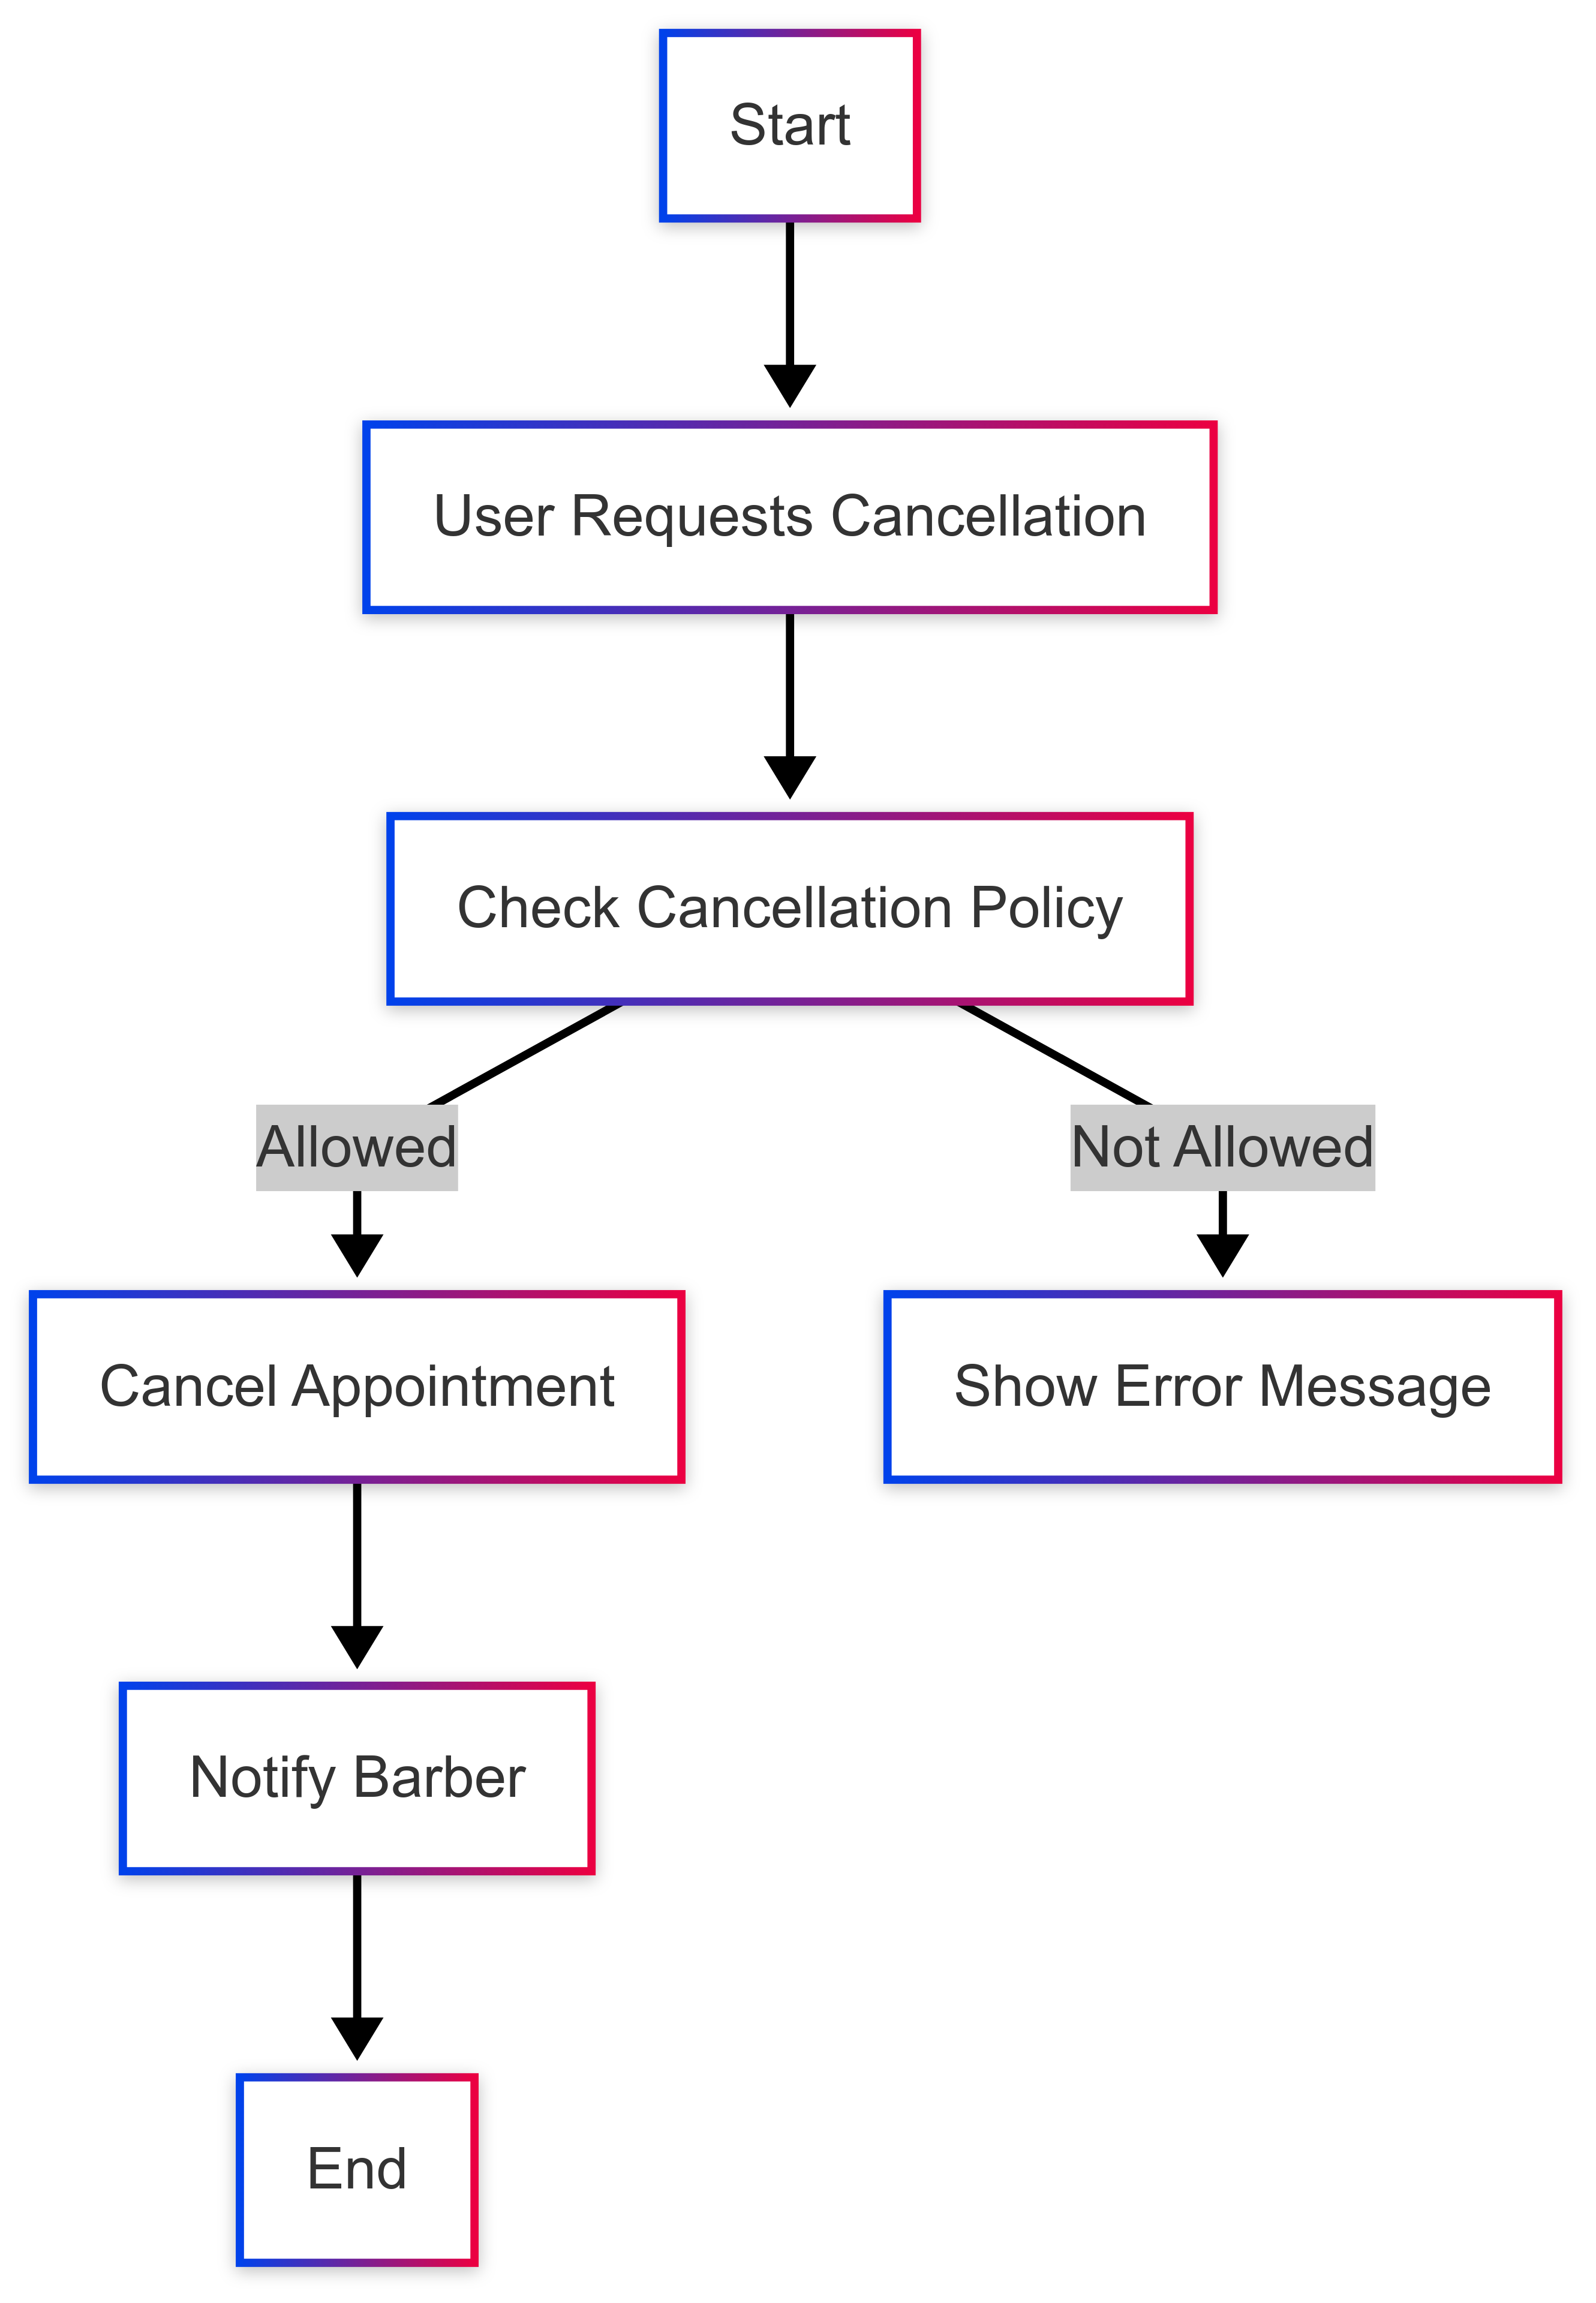 Start
User Requests Cancellation
Check Cancellation Policy
Allowed
Not Allowed
Cancel Appointment
Show Error Message
Notify Barber
End